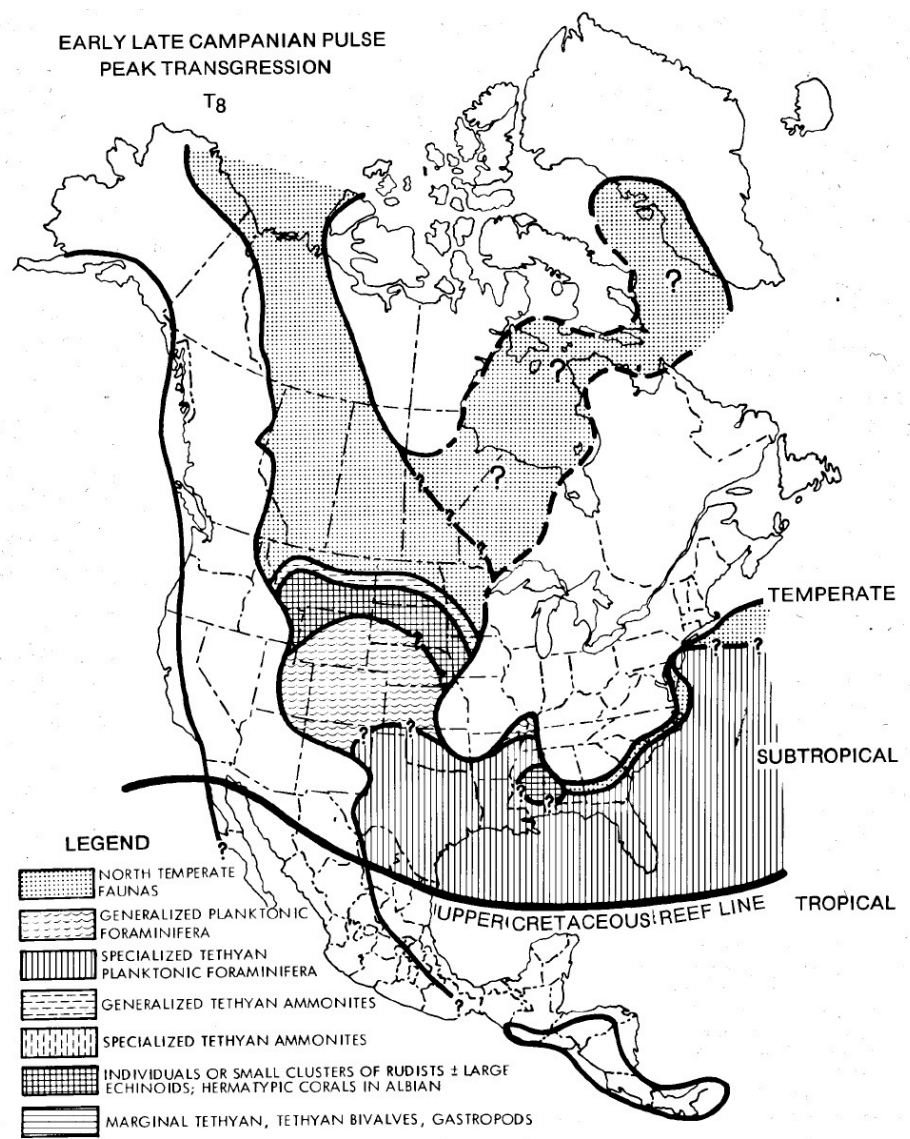 EARLY LATE CAMPANIAN PULSE
PEAK TRANSGRESSION
T8
?
?
?
?
?
?
TEMPERATE
?
?
?
?
?
SUBTROPICAL
?
?
?
LEGEND
NORTH TEMPERATE
FAUNAS
GENERALIZED PLANKTONIC
FORAMINIFERA
SPECIALIZED TETHYAN
PLANKTONIC FORAMINIFERA
GENERALIZED TETHYAN AMMONITES
SPECIALIZED TETHYAN AMMONITES
INDIVIDUALS OR SMALL CLUSTERS OF RUDISTS ± LARGE
ECHINOIDS; HERMATYPIC CORALS IN ALBIAN
MARGINAL TETHYAN, TETHYAN BIVALVES, GASTROPODS
UPPER CRETACEOUS REEF LINE
TROPICAL
?